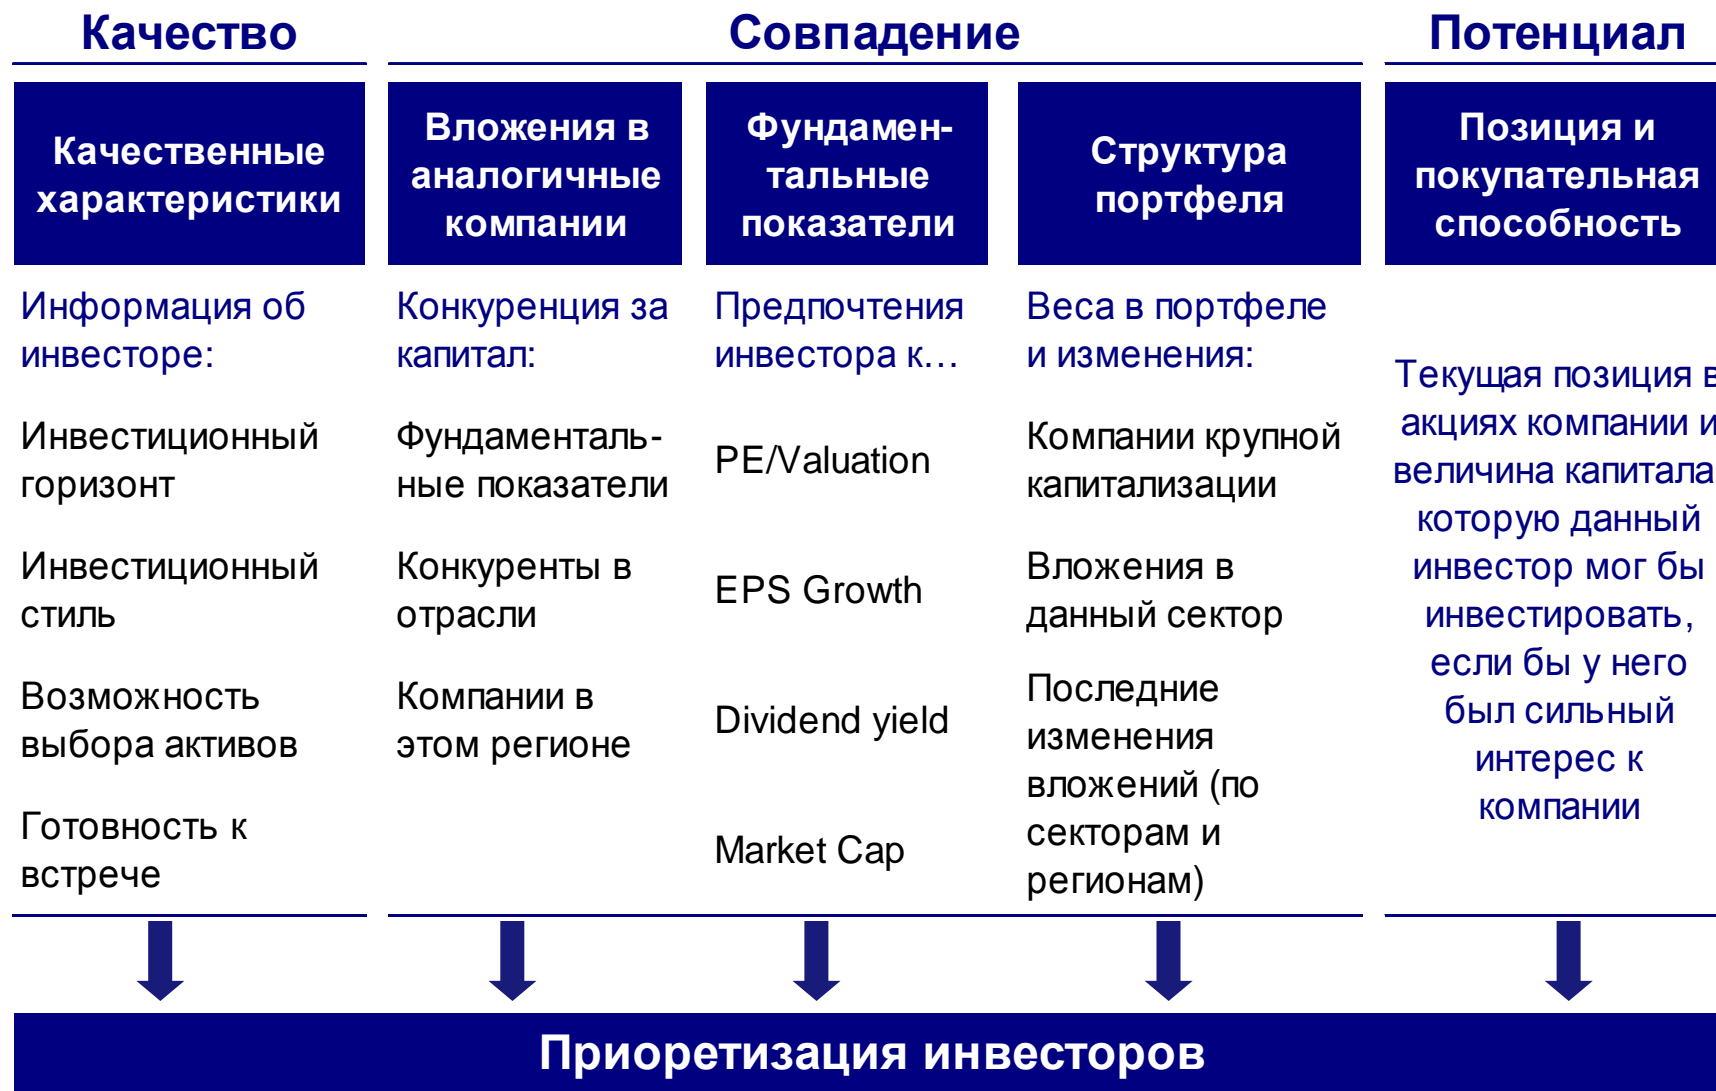 Качество
Совпадение
Потенциал
Качественные
характеристики
Вложения в
аналогичные
компании
Фундамен-
тальные
показатели
Структура
портфеля
Позиция и
покупательная
способность
Информация об
инвесторе:
Инвестиционный
горизонт
Инвестиционный
стиль
Возможность
выбора активов
Готовность к
встрече
Конкуренция за
капитал:
Фундаменталь-
ные показатели
Конкуренты в
отрасли
Компании в
этом регионе
Предпочтения
инвестора к…
PE/Valuation
EPS Growth
Dividend yield
Market Cap
Веса в портфеле
и изменения:
Компании крупной
капитализации
Вложения в
данный сектор
Последние
изменения
вложений (по
секторам и
регионам)
Текущая позиция в
акциях компании и
величина капитала
которую данный
инвестор мог бы
инвестировать,
если бы у него
был сильный
интерес к
компании
Приоретизация инвесторов